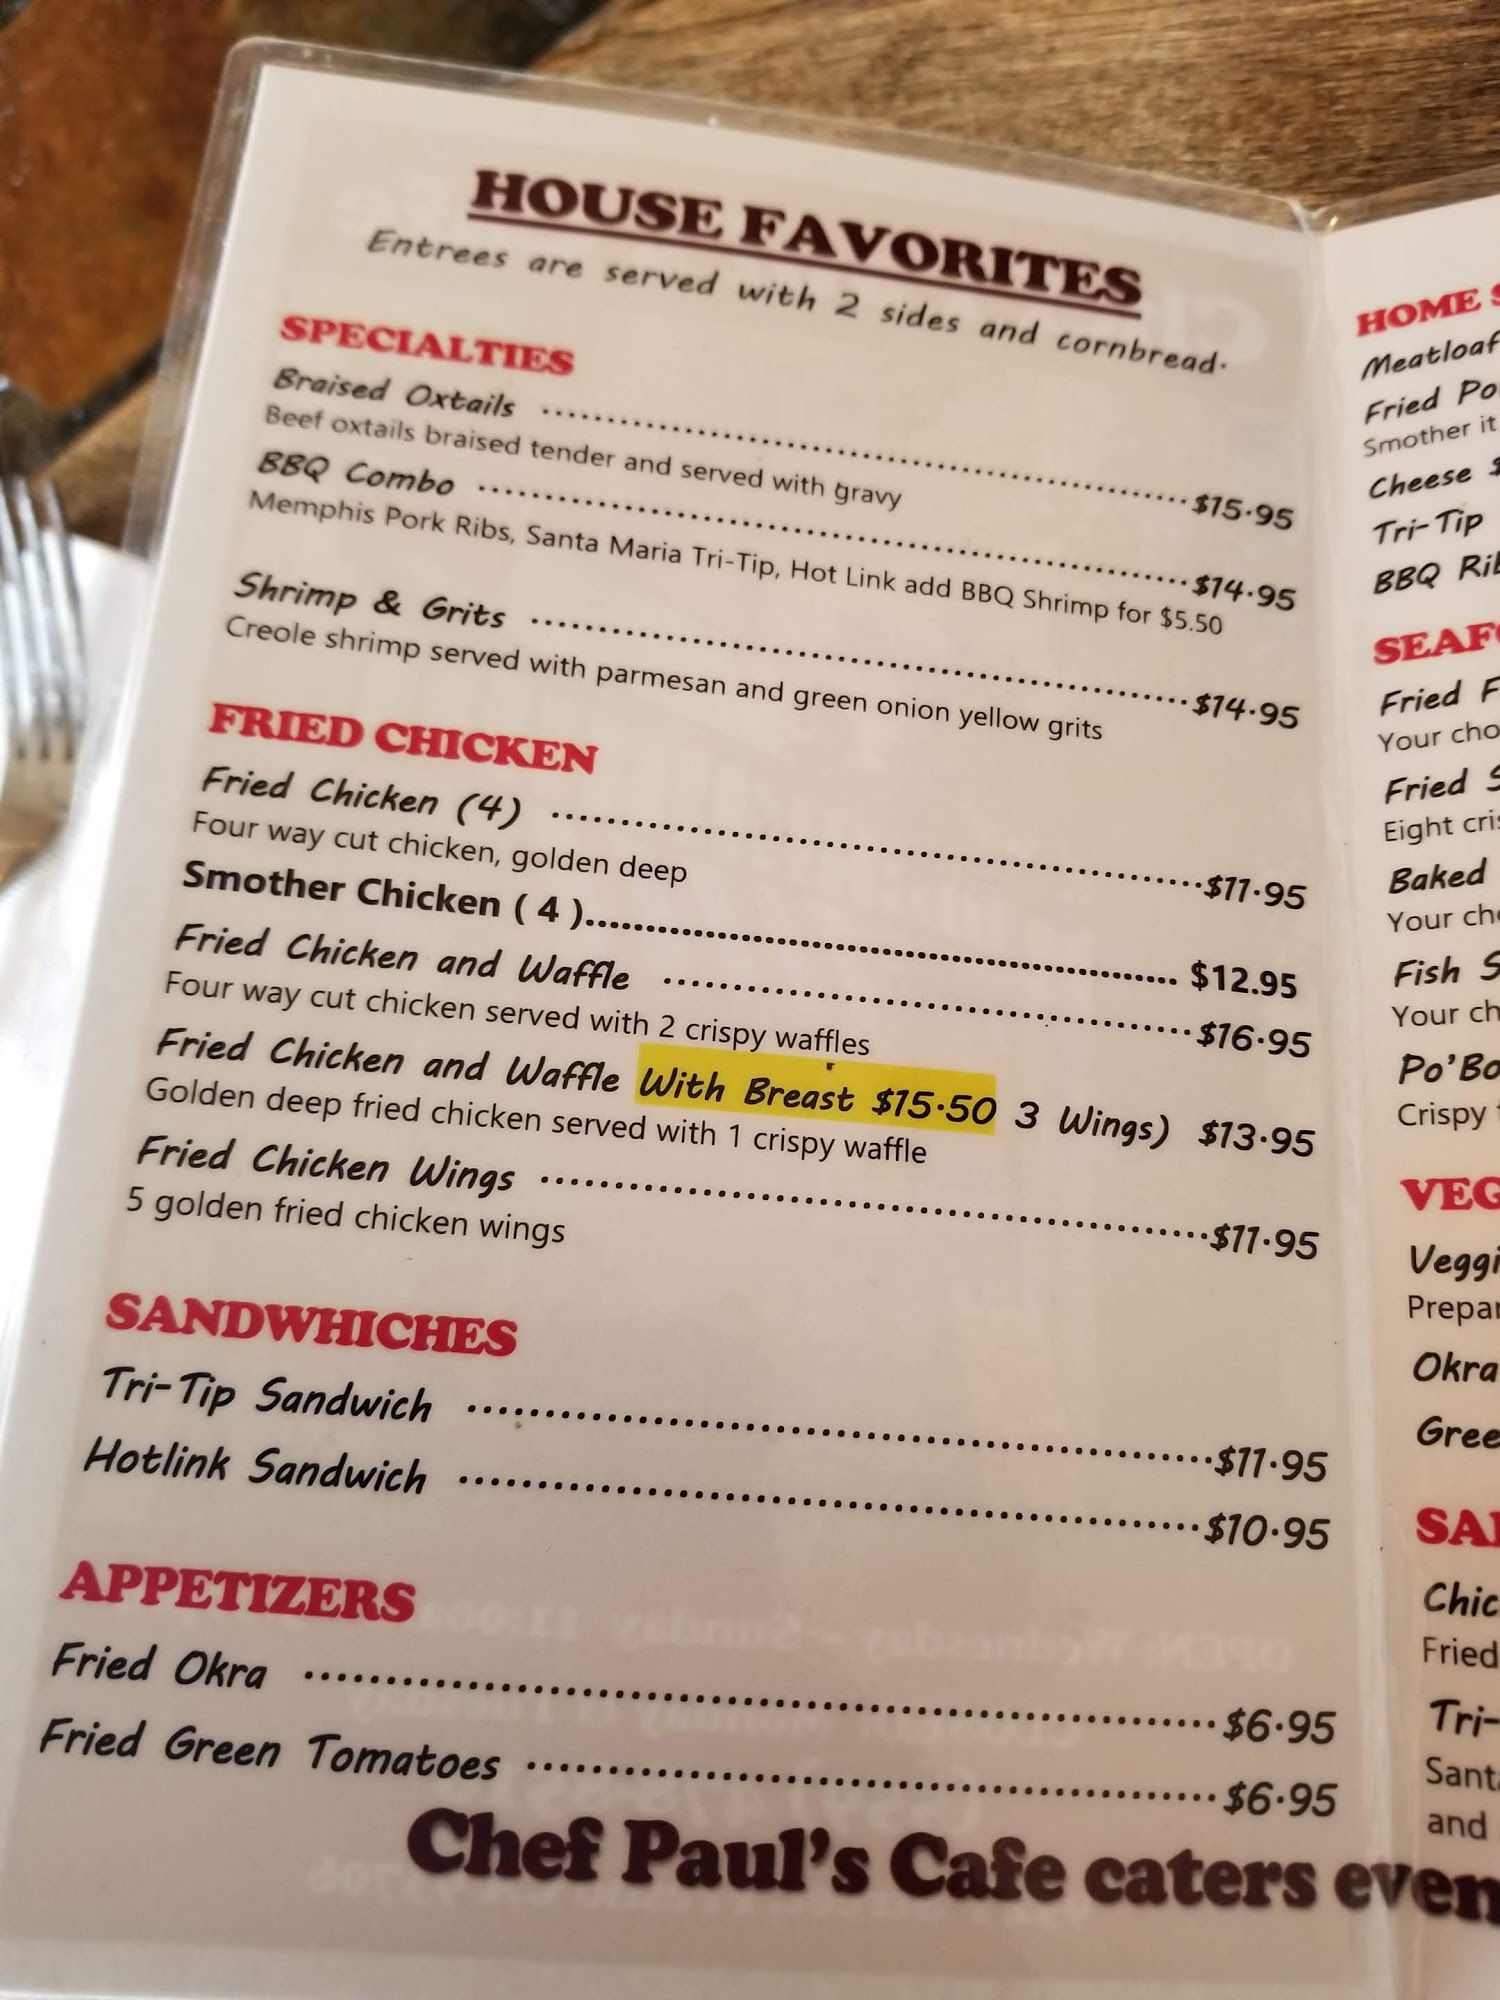 HOUSE FAVORITES
Entrees are served with 2 sides and cornbread.
SPECIALTIES
Braised Oxtails ........ $15.95
Beef oxtails braised tender and served with gravy
BBQ Combo ........ $14.95
Memphis Pork Ribs, Santa Maria Tri-Tip, Hot Link add BBQ Shrimp for $5.50
Shrimp & Grits ........ $14.95
Creole shrimp served with parmesan and green onion yellow grits
FRIED CHICKEN
Fried Chicken (4) ........ $11.95
Four way cut chicken, golden deep
Smother Chicken ( 4 )........ $12.95
Fried Chicken and Waffle ........ $16.95
Four way cut chicken served with 2 crispy waffles
Fried Chicken and Waffle With Breast $15.50 3 Wings) $13.95
Golden deep fried chicken served with 1 crispy waffle
Fried Chicken Wings ........ $11.95
5 golden fried chicken wings
SANDWHICHES
Tri-Tip Sandwich ........ $11.95
Hotlink Sandwich ........ $10.95
APPETIZERS
Fried Okra ........ $6.95
Fried Green Tomatoes ........ $6.95
Chef Paul's Cafe caters
HOME
Meatloaf
Fried
Smother it
Cheese
Tri-Tip
BBQ
Fried
Your
Fried
Eight
Baked
Your
Fish
Your
Po'Bo
Crispy
Okra
Fried
Tri-
and